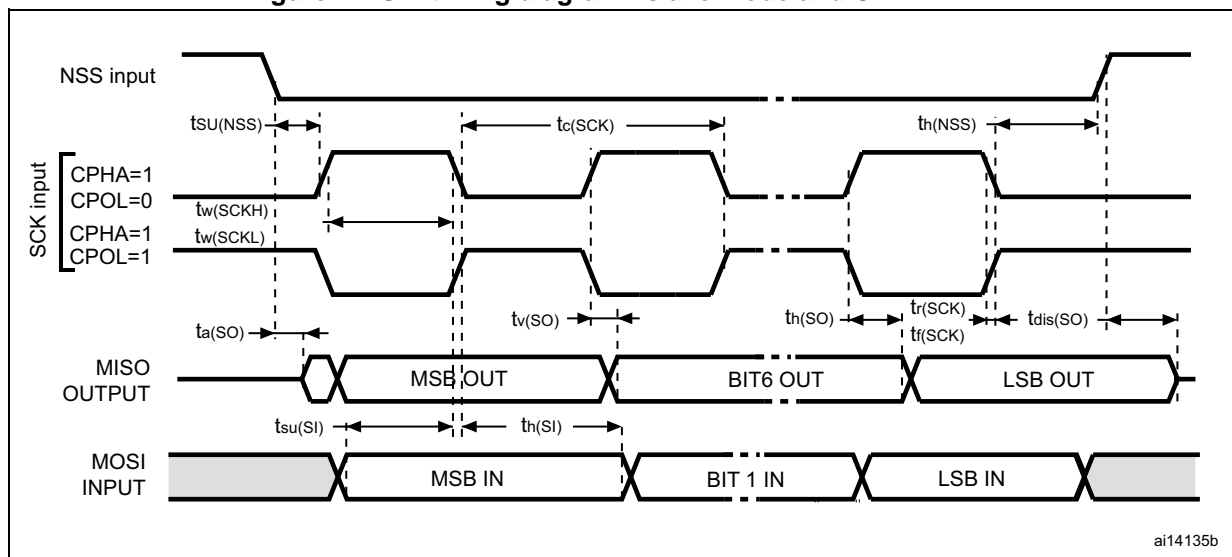 NSS input
tSU(NSS)
tc(SCK)
th(NSS)
SCK input
CPHA=1
CPOL=0
tw(SCKH)
CPHA=1
tw(SCKL)
CPOL=1
ta(SO)
tv(SO)
th(SO)
tr(SCK)
tf(SCK)
tdis(SO)
MISO
OUTPUT
MSB OUT
BIT6 OUT
LSB OUT
tsu(SI)
th(SI)
MOSI
INPUT
MSB IN
BIT 1 IN
LSB IN
ai14135b